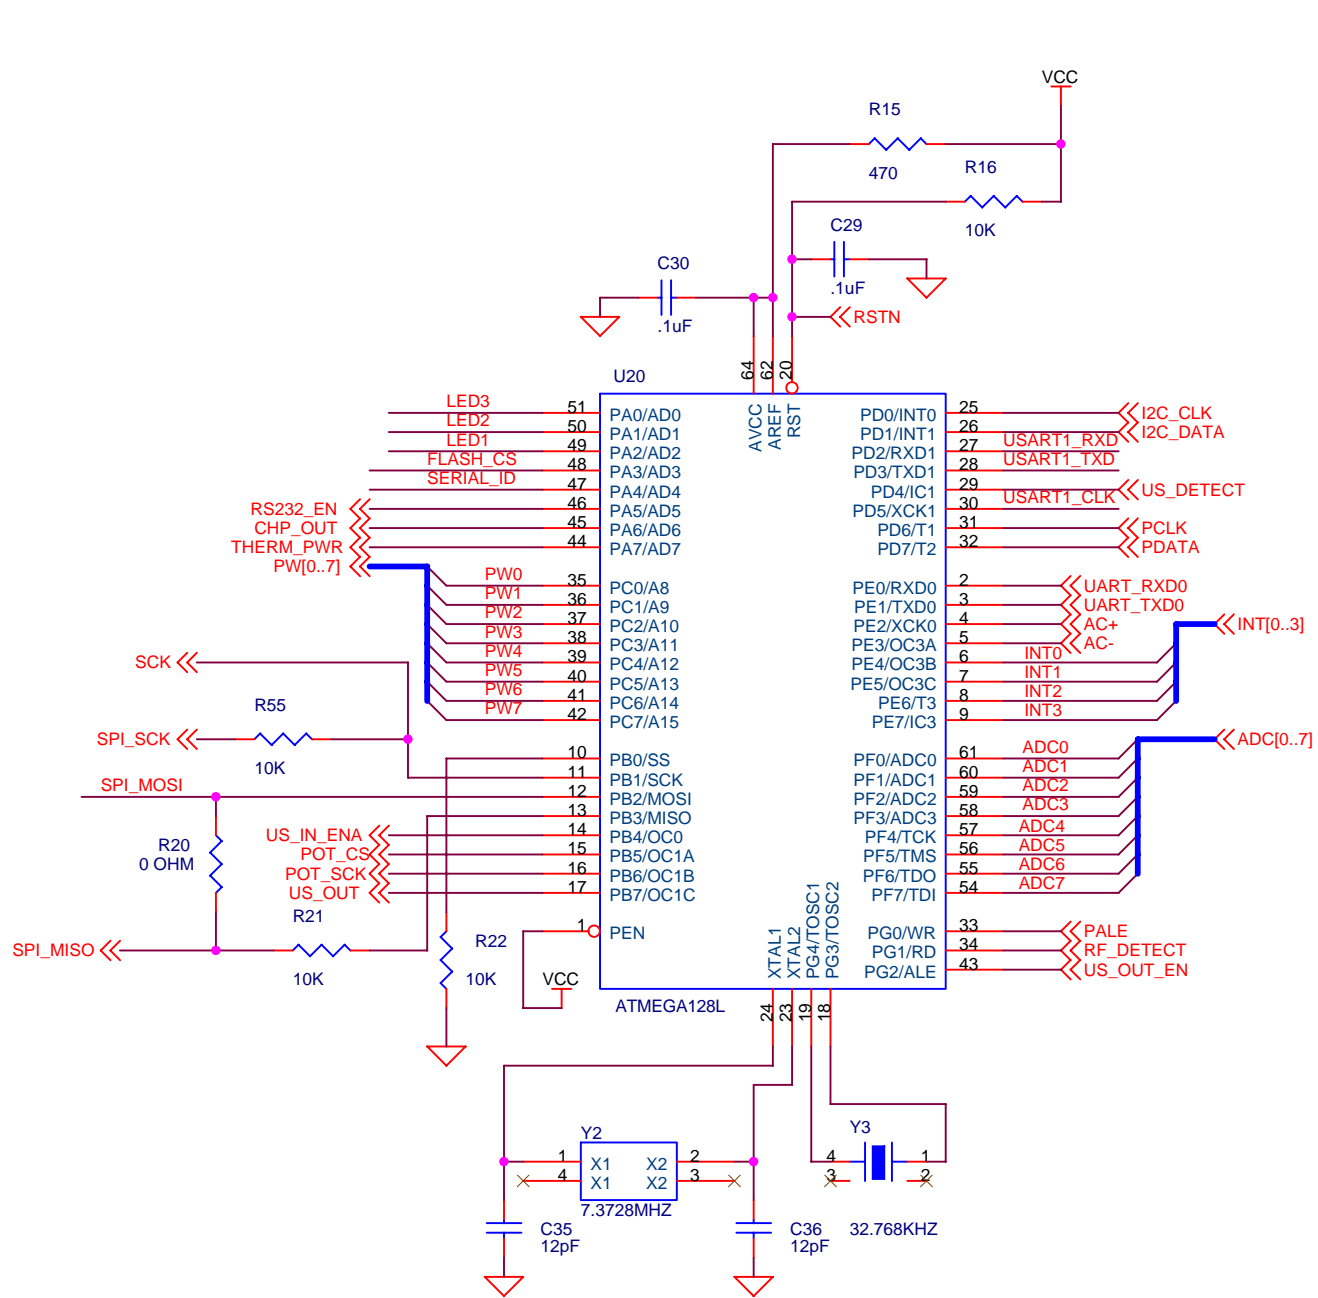 VCC
R15
470
R16
10K
C29
.1uF
C30
.1uF
RSTN
64
62
20
U20
AVCC
AREF
RST
LED3 51 PA0/AD0
LED2 50 PA1/AD1
LED1 49 PA2/AD2
FLASH_CS 48 PA3/AD3
SERIAL_ID 47 PA4/AD4
RS232_EN 46 PA5/AD5
CHP_OUT 45 PA6/AD6
THERM_PWR 44 PA7/AD7
PW[0..7]
PW0 35 PC0/A8
PW1 36 PC1/A9
PW2 37 PC2/A10
PW3 38 PC3/A11
PW4 39 PC4/A12
PW5 40 PC5/A13
PW6 41 PC6/A14
PW7 42 PC7/A15
SCK
R55
SPI_SCK
10K
10 PB0/SS
11 PB1/SCK
SPI_MOSI 12 PB2/MOSI
13 PB3/MISO
US_IN_ENA 14 PB4/OC0
POT_CS 15 PB5/OC1A
POT_SCK 16 PB6/OC1B
US_OUT 17 PB7/OC1C
R20
0 OHM
R21
SPI_MISO
10K
R22
10K
1 PEN
VCC
ATMEGA128L
PD0/INT0 25 I2C_CLK
PD1/INT1 26 I2C_DATA
PD2/RXD1 27 USART1_RXD
PD3/TXD1 28 USART1_TXD
PD4/IC1 29 US_DETECT
PD5/XCK1 30 USART1_CLK
PD6/T1 31 PCLK
PD7/T2 32 PDATA
PE0/RXD0 2 UART_RXD0
PE1/TXD0 3 UART_TXD0
PE2/XCK0 4 AC+
PE3/OC3A 5 AC-
INT[0..3]
PE4/OC3B 6 INT0
PE5/OC3C 7 INT1
PE6/T3 8 INT2
PE7/IC3 9 INT3
ADC[0..7]
PF0/ADC0 61 ADC0
PF1/ADC1 60 ADC1
PF2/ADC2 59 ADC2
PF3/ADC3 58 ADC3
PF4/TCK 57 ADC4
PF5/TMS 56 ADC5
PF6/TDO 55 ADC6
PF7/TDI 54 ADC7
PG0/WR 33 PALE
PG1/RD 34 RF_DETECT
PG2/ALE 43 US_OUT_EN
XTAL1
XTAL2
PG4/TOSC1
PG3/TOSC2
24
23
19
18
Y2
1 X1 X2 2
4 X1 X2 3
7.3728MHZ
C35
12pF
C36
12pF
Y3
4 1
3 2
32.768KHZ